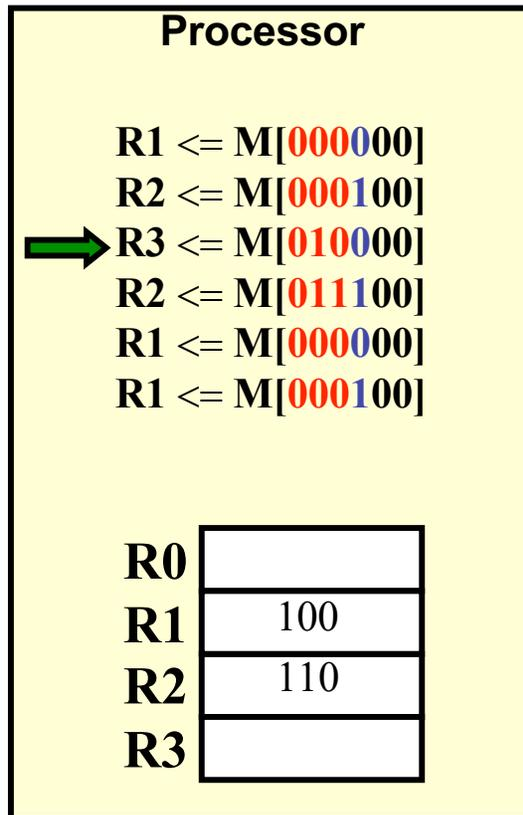 Processor
R1 <= M[000000]
R2 <= M[000100]
R3 <= M[010000]
R2 <= M[011100]
R1 <= M[000000]
R1 <= M[000100]
R0
R1 100
R2 110
R3